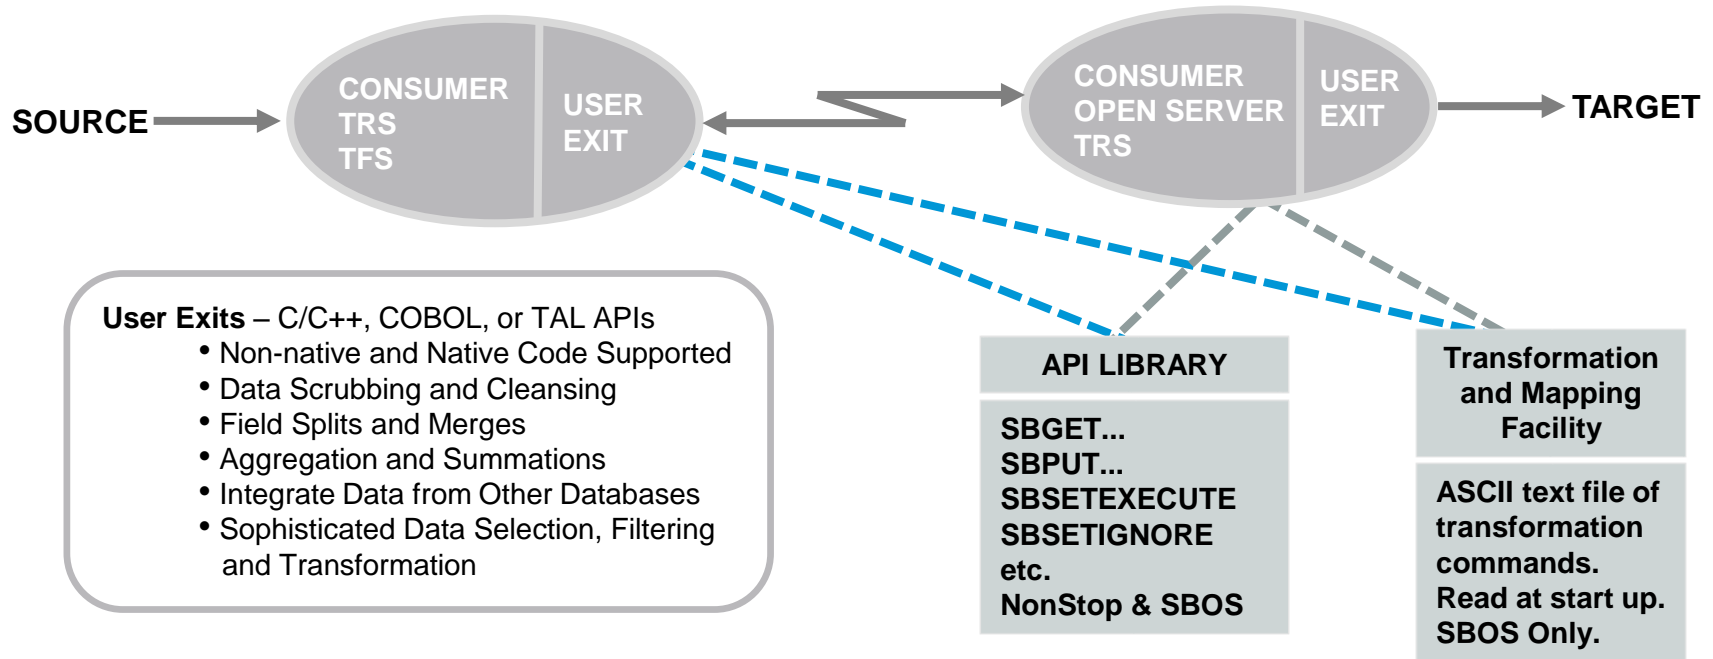 SOURCE
CONSUMER
TRS
TFS
USER
EXIT
CONSUMER
OPEN SERVER
TRS
USER
EXIT
TARGET
User Exits – C/C++, COBOL, or TAL APIs
• Non-native and Native Code Supported
• Data Scrubbing and Cleansing
• Field Splits and Merges
• Aggregation and Summations
• Integrate Data from Other Databases
• Sophisticated Data Selection, Filtering
and Transformation
API LIBRARY
SBGET...
SBPUT...
SBSETEXECUTE
SBSETIGNORE
etc.
NonStop & SBOS
Transformation
and Mapping
Facility
ASCII text file of
transformation
commands.
Read at start up.
SBOS Only.